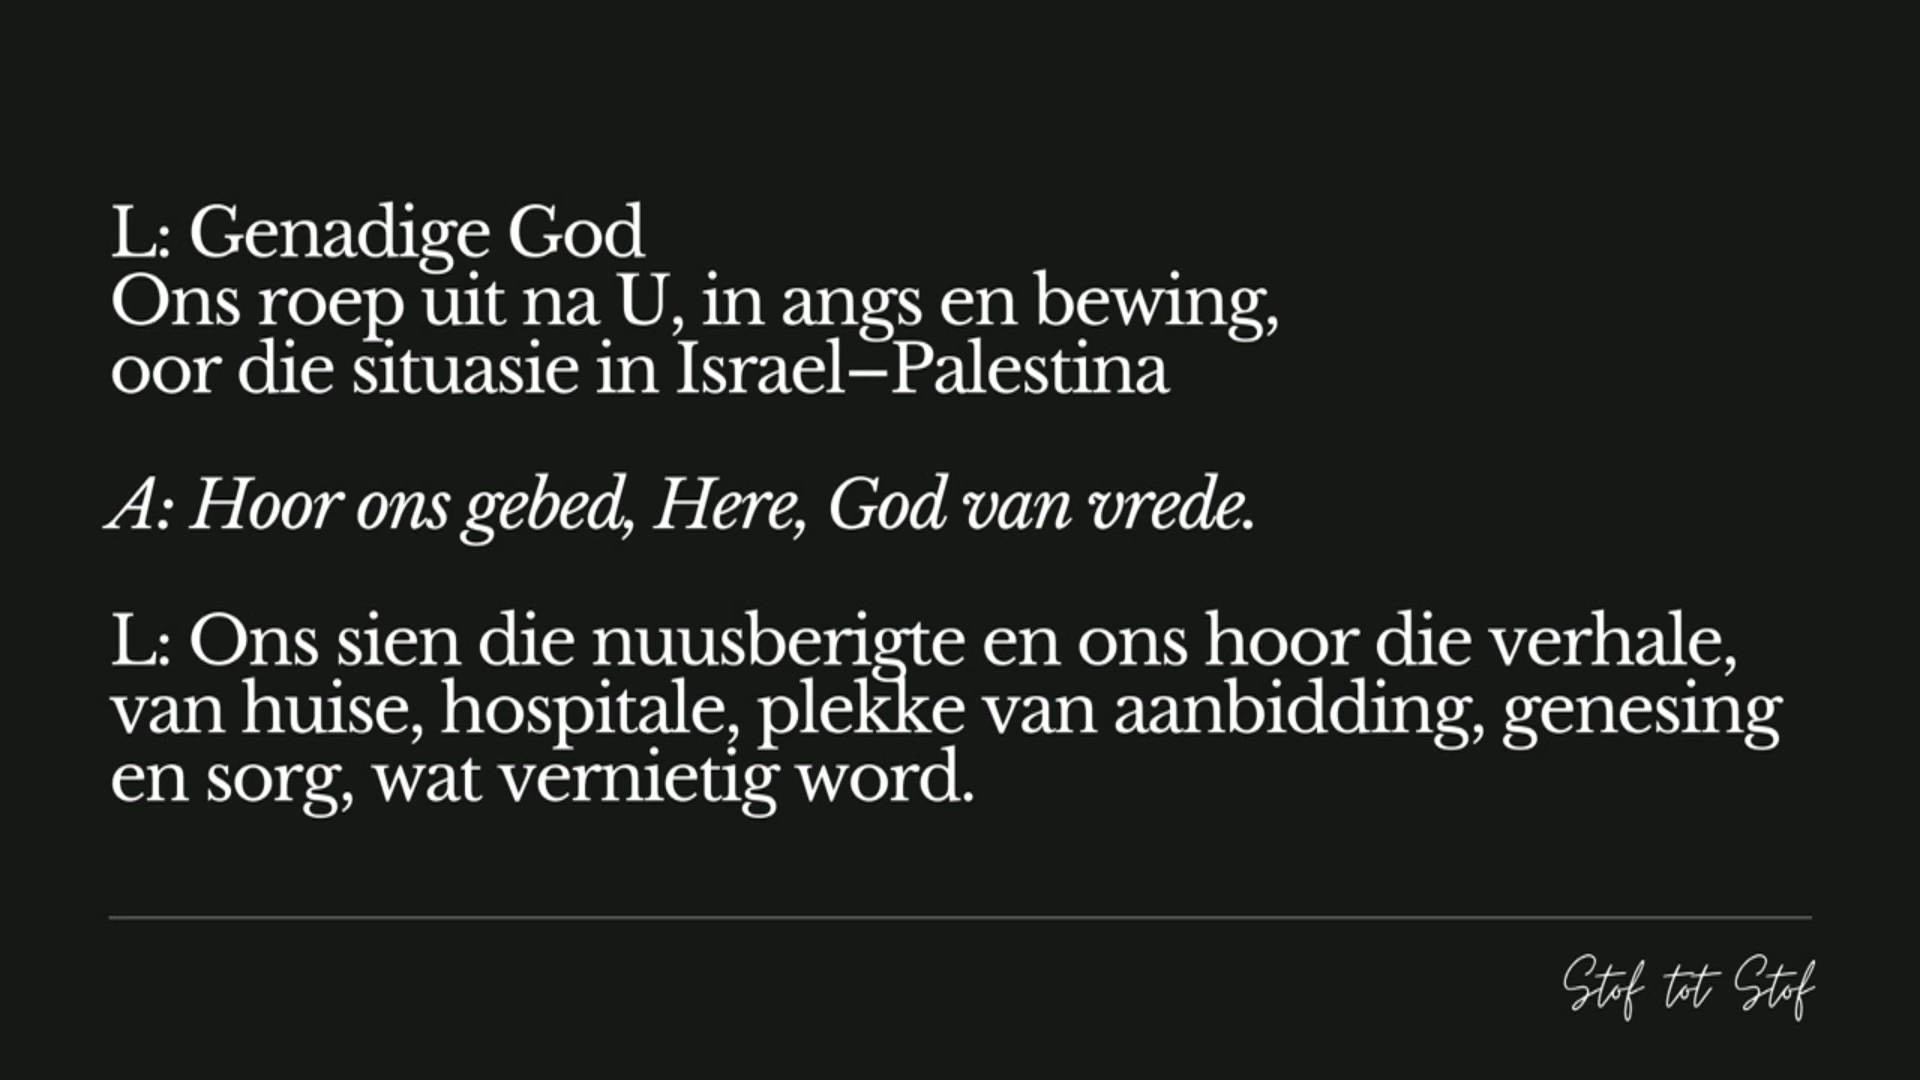 L: Genadige God
Ons roep uit na U, in angs en bewing,
oor die situasie in Israel–Palestina
A: Hoor ons gebed, Here, God van vrede.
L: Ons sien die nuusberigte en ons hoor die verhale,
van huise, hospitale, plekke van aanbidding, genesing
en sorg, wat vernietig word.
Stof tot Stof